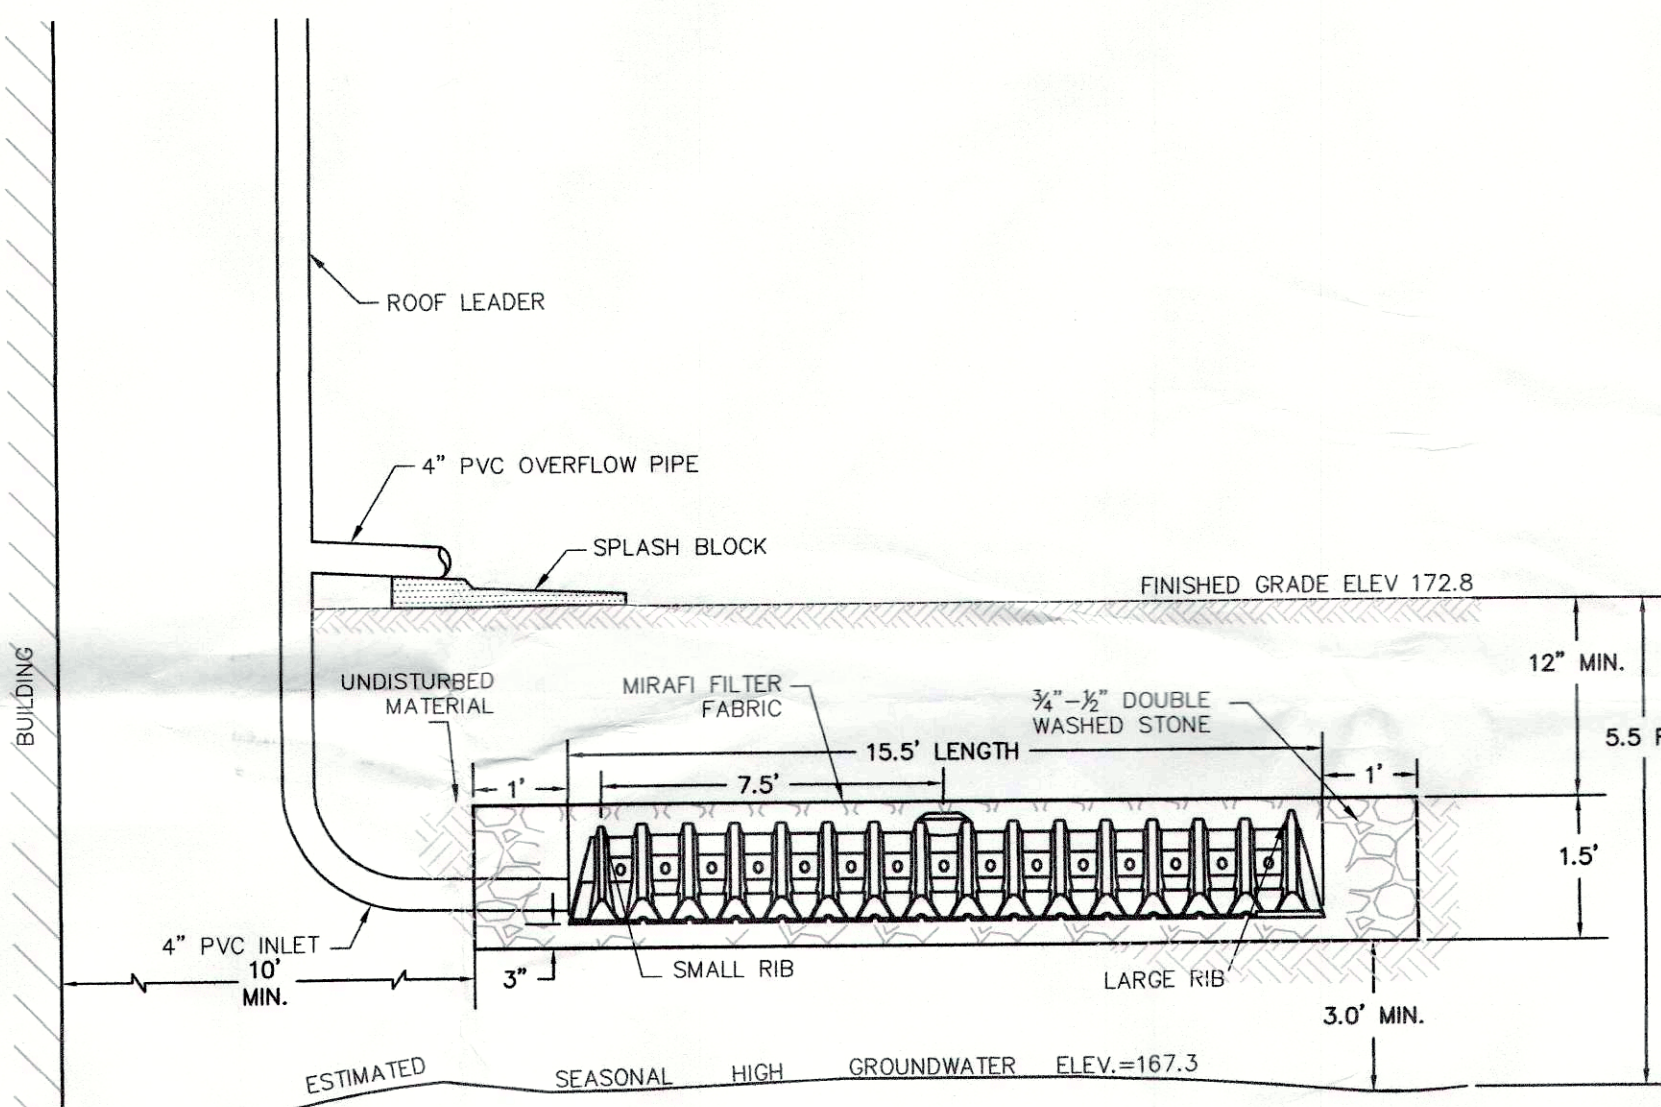 ROOF LEADER
4" PVC OVERFLOW PIPE
SPLASH BLOCK
FINISHED GRADE ELEV 172.8
BUILDING
12" MIN.
UNDISTURBED
MATERIAL
MIRAFI FILTER
FABRIC
¾"-½" DOUBLE
WASHED STONE
5.5
15.5' LENGTH
1'
7.5'
1'
1.5'
4" PVC INLET
10'
MIN.
3"
SMALL RIB
LARGE RIB
3.0' MIN.
ESTIMATED SEASONAL HIGH GROUNDWATER ELEV.=167.3